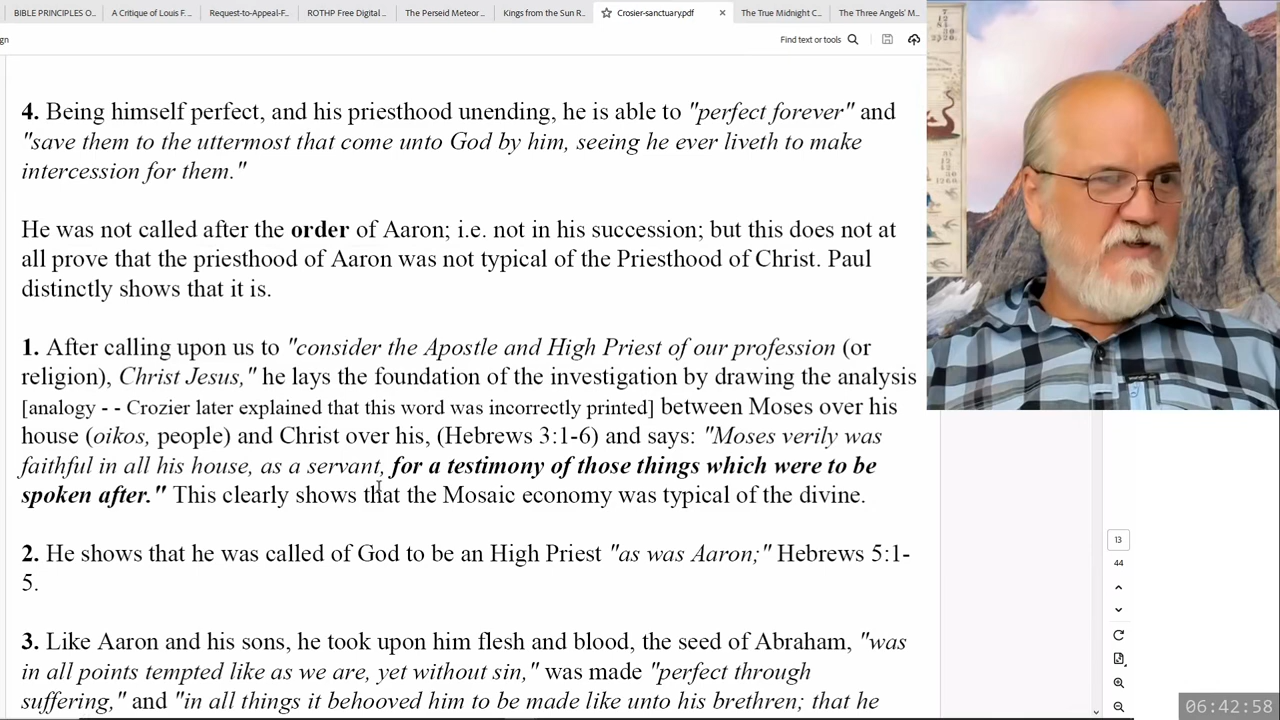 BIBLE PRINCIPLES O...
A Critique of Louis F....
Request-to-Appeal-F...
ROTHP Free Digital...
The Perseid Meteor...
Kings from the Sun R...
Crosier-sanctuary.pdf
The True Midnight C...
The Three Angels' M...
gn
Find text or tools
4. Being himself perfect, and his priesthood unending, he is able to "perfect forever" and
"save them to the uttermost that come unto God by him, seeing he ever liveth to make
intercession for them."
He was not called after the order of Aaron; i.e. not in his succession; but this does not at
all prove that the priesthood of Aaron was not typical of the Priesthood of Christ. Paul
distinctly shows that it is.
1. After calling upon us to "consider the Apostle and High Priest of our profession (or
religion), Christ Jesus," he lays the foundation of the investigation by drawing the analysis
[analogy - - Crozier later explained that this word was incorrectly printed] between Moses over his
house (oikos, people) and Christ over his, (Hebrews 3:1-6) and says: "Moses verily was
faithful in all his house, as a servant, for a testimony of those things which were to be
spoken after." This clearly shows that the Mosaic economy was typical of the divine.
2. He shows that he was called of God to be an High Priest "as was Aaron;" Hebrews 5:1-
5.
3. Like Aaron and his sons, he took upon him flesh and blood, the seed of Abraham, "was
in all points tempted like as we are, yet without sin," was made "perfect through
suffering," and "in all things it behooved him to be made like unto his brethren; that he
13
44
06:42:58